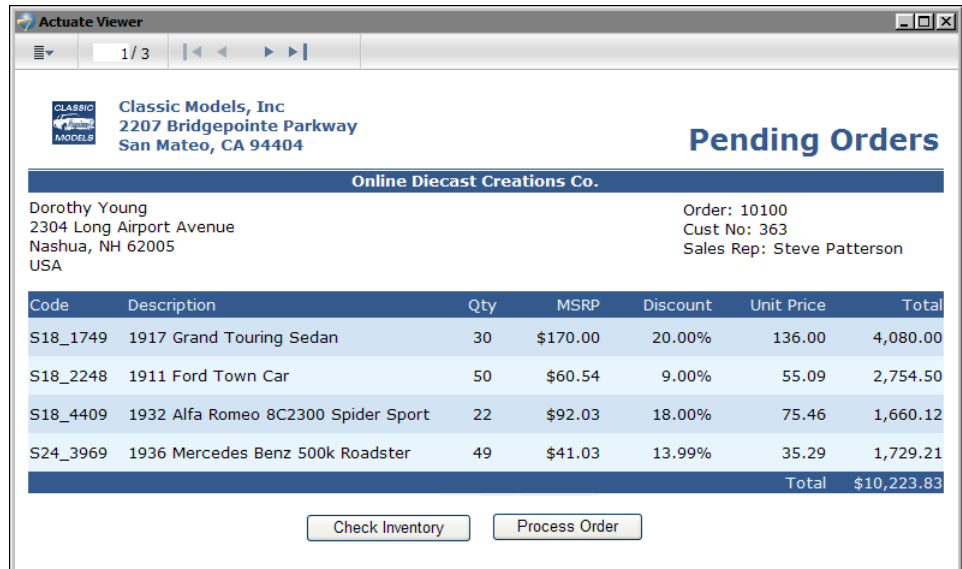 Actuate Viewer
1/ 3
CLASSIC
MODELS
Classic Models, Inc
2207 Bridgepointe Parkway
San Mateo, CA 94404
Pending Orders
Online Diecast Creations Co.
Dorothy Young
2304 Long Airport Avenue
Nashua, NH 62005
USA
Order: 10100
Cust No: 363
Sales Rep: Steve Patterson
Code Description Qty MSRP Discount Unit Price Total
S18_1749 1917 Grand Touring Sedan 30 $170.00 20.00% 136.00 4,080.00
S18_2248 1911 Ford Town Car 50 $60.54 9.00% 55.09 2,754.50
S18_4409 1932 Alfa Romeo 8C2300 Spider Sport 22 $92.03 18.00% 75.46 1,660.12
S24_3969 1936 Mercedes Benz 500k Roadster 49 $41.03 13.99% 35.29 1,729.21
Total $10,223.83
Check Inventory Process Order